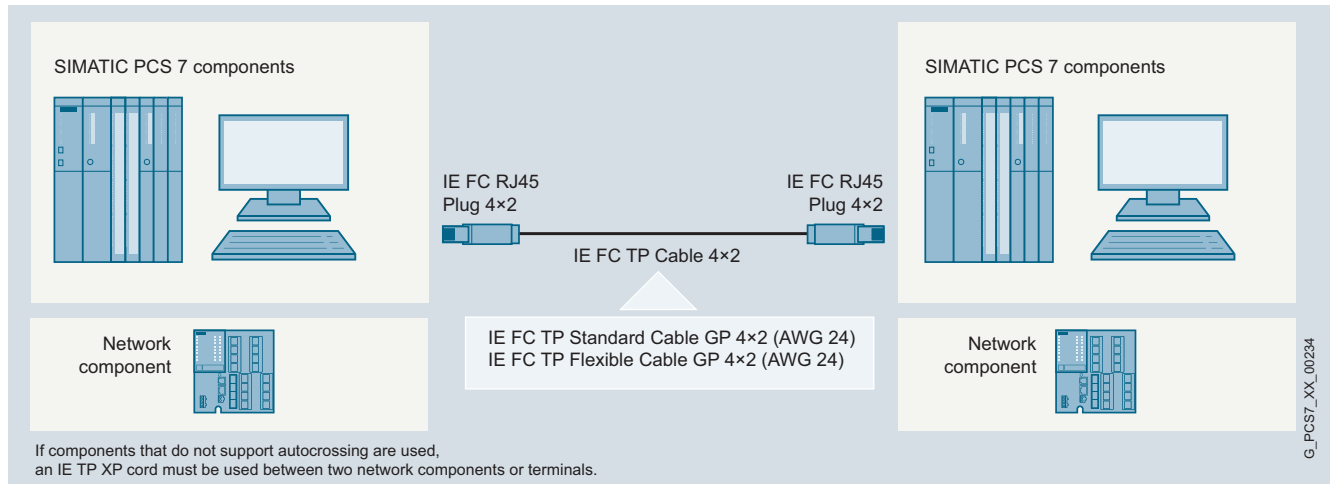 SIMATIC PCS 7 components
SIMATIC PCS 7 components
IE FC RJ45
Plug 4×2
IE FC RJ45
Plug 4×2
IE FC TP Cable 4×2
IE FC TP Standard Cable GP 4×2 (AWG 24)
IE FC TP Flexible Cable GP 4×2 (AWG 24)
Network
component
Network
component
If components that do not support autocrossing are used,
an IE TP XP cord must be used between two network components or terminals.
G_PCS7_XX_00234